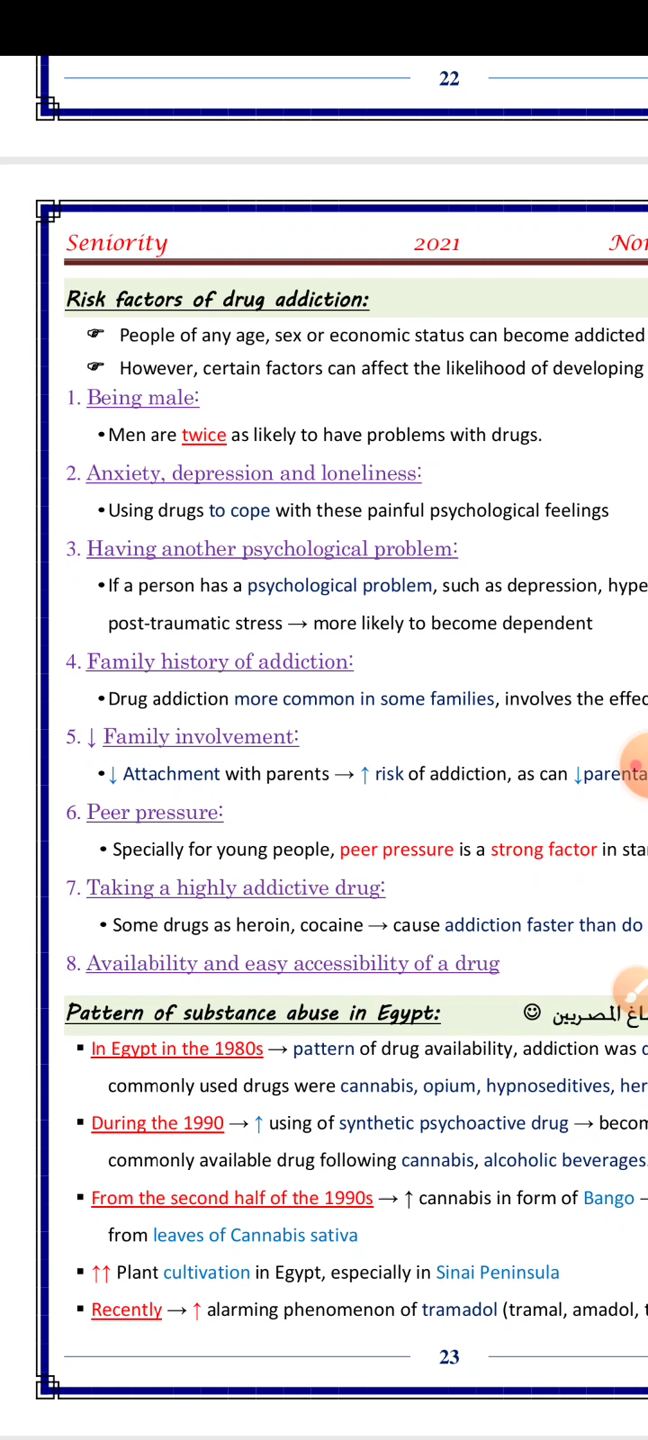 22
Seniority 2021
Risk factors of drug addiction:
☞ People of any age, sex or economic status can become addicted
☞ However, certain factors can affect the likelihood of developing
1. Being male:
• Men are twice as likely to have problems with drugs.
2. Anxiety, depression and loneliness:
• Using drugs to cope with these painful psychological feelings
3. Having another psychological problem:
• If a person has a psychological problem, such as depression,
post-traumatic stress → more likely to become dependent
4. Family history of addiction:
• Drug addiction more common in some families, involves the
5. ↓ Family involvement:
• ↓ Attachment with parents → ↑ risk of addiction, as can ↓
6. Peer pressure:
• Specially for young people, peer pressure is a strong factor in
7. Taking a highly addictive drug:
• Some drugs as heroin, cocaine → cause addiction faster than do
8. Availability and easy accessibility of a drug
Pattern of substance abuse in Egypt: ☺ المصريين
▪ In Egypt in the 1980s → pattern of drug availability, addiction was
commonly used drugs were cannabis, opium, hypnoseditives,
▪ During the 1990 → ↑ using of synthetic psychoactive drug →
commonly available drug following cannabis, alcoholic beverages.
▪ From the second half of the 1990s → ↑ cannabis in form of Bango
from leaves of Cannabis sativa
▪ ↑↑ Plant cultivation in Egypt, especially in Sinai Peninsula
▪ Recently → ↑ alarming phenomenon of tramadol (tramal, amadol,
23